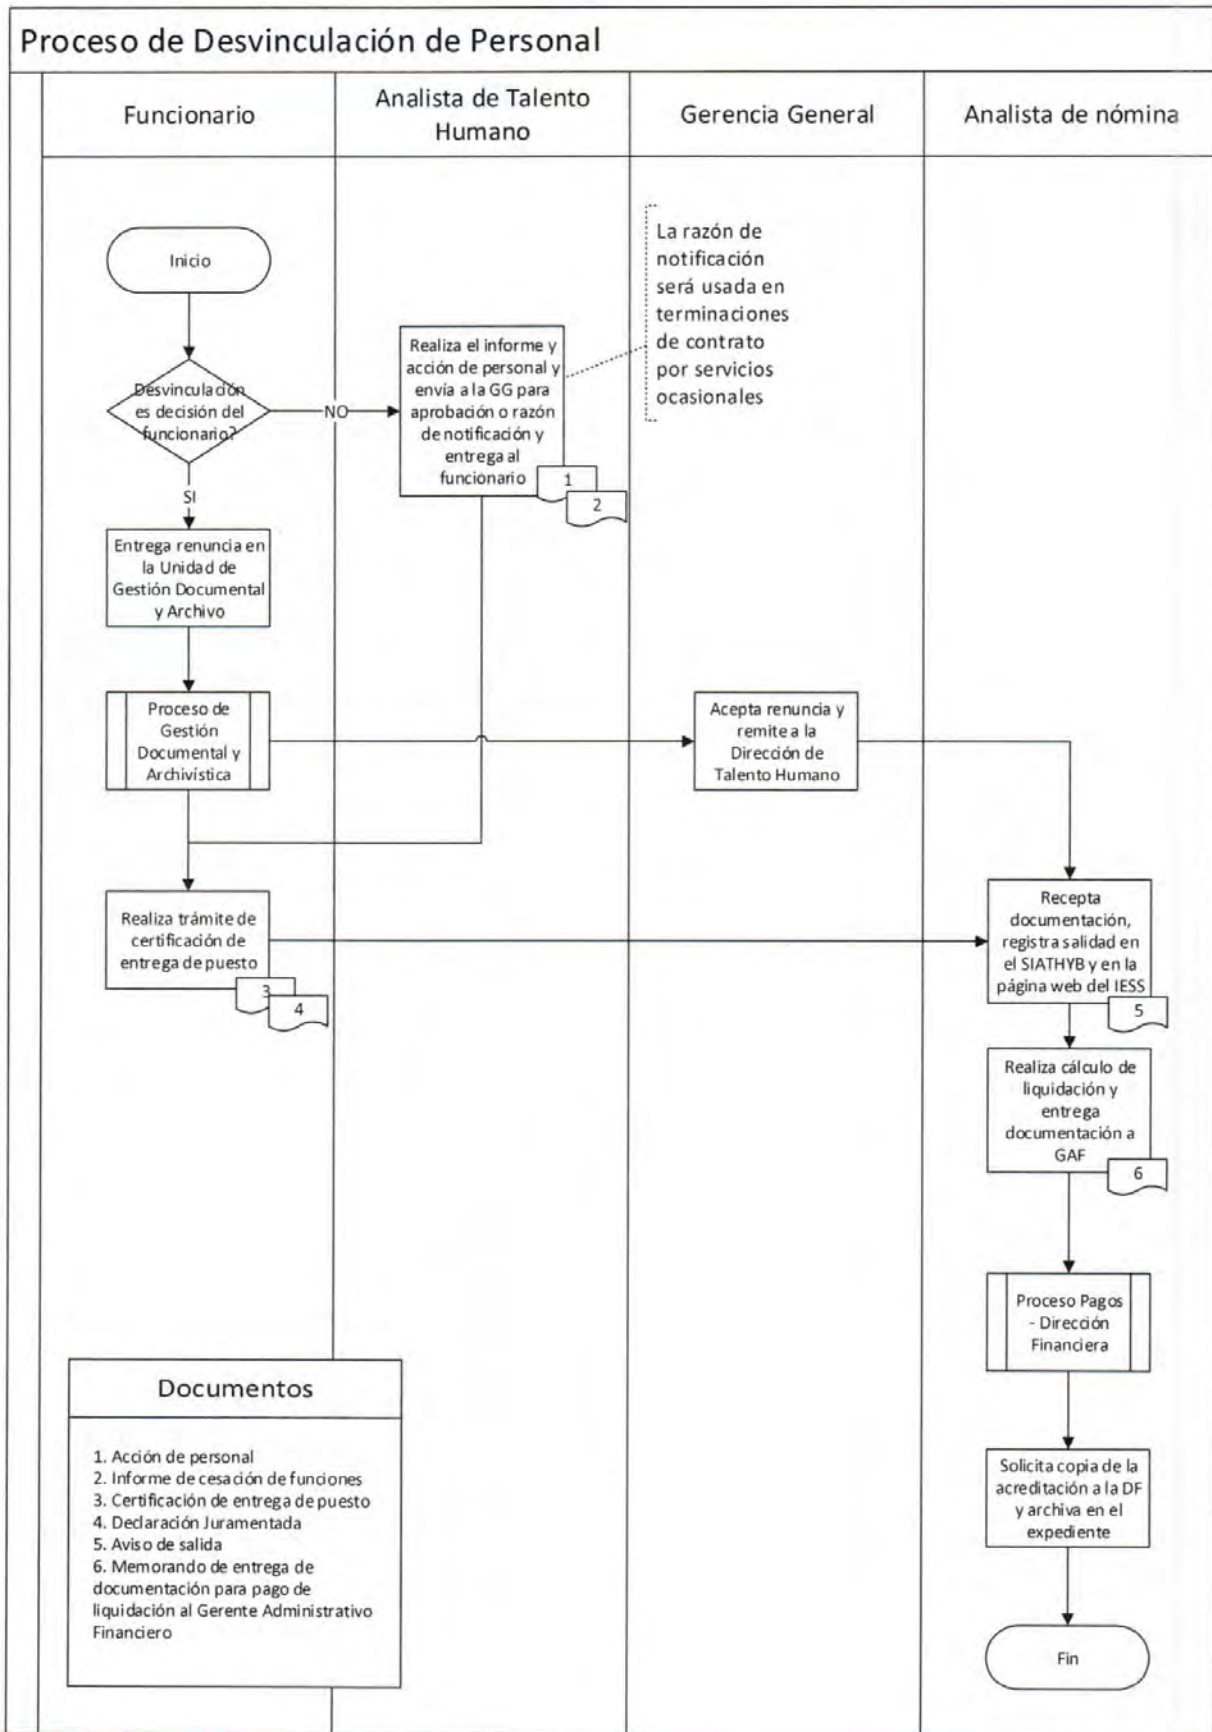 Proceso de Desvinculación de Personal
Funcionario
Analista de Talento
Humano
Gerencia General
Analista de nómina
Inicio
La razón de
notificación
será usada en
terminaciones
de contrato
por servicios
ocasionales
Desvinculación
es decisión del
funcionario?
NO
Realiza el informe y
acción de personal y
envía a la GG para
aprobación o razón
de notificación y
entrega al
funcionario
1
2
SI
Entrega renuncia en
la Unidad de
Gestión Documental
y Archivo
Proceso de
Gestión
Documental y
Archivística
Acepta renuncia y
remite a la
Dirección de
Talento Humano
Realiza trámite de
certificación de
entrega de puesto
3
4
Recepta
documentación,
registra salidad en
el SIATHYB y en la
página web del IESS
5
Realiza cálculo de
liquidación y
entrega
documentación a
GAF
6
Proceso Pagos
- Dirección
Financiera
Solicita copia de la
acreditación a la DF
y archiva en el
expediente
Fin
Documentos
1. Acción de personal
2. Informe de cesación de funciones
3. Certificación de entrega de puesto
4. Declaración Juramentada
5. Aviso de salida
6. Memorando de entrega de
documentación para pago de
liquidación al Gerente Administrativo
Financiero